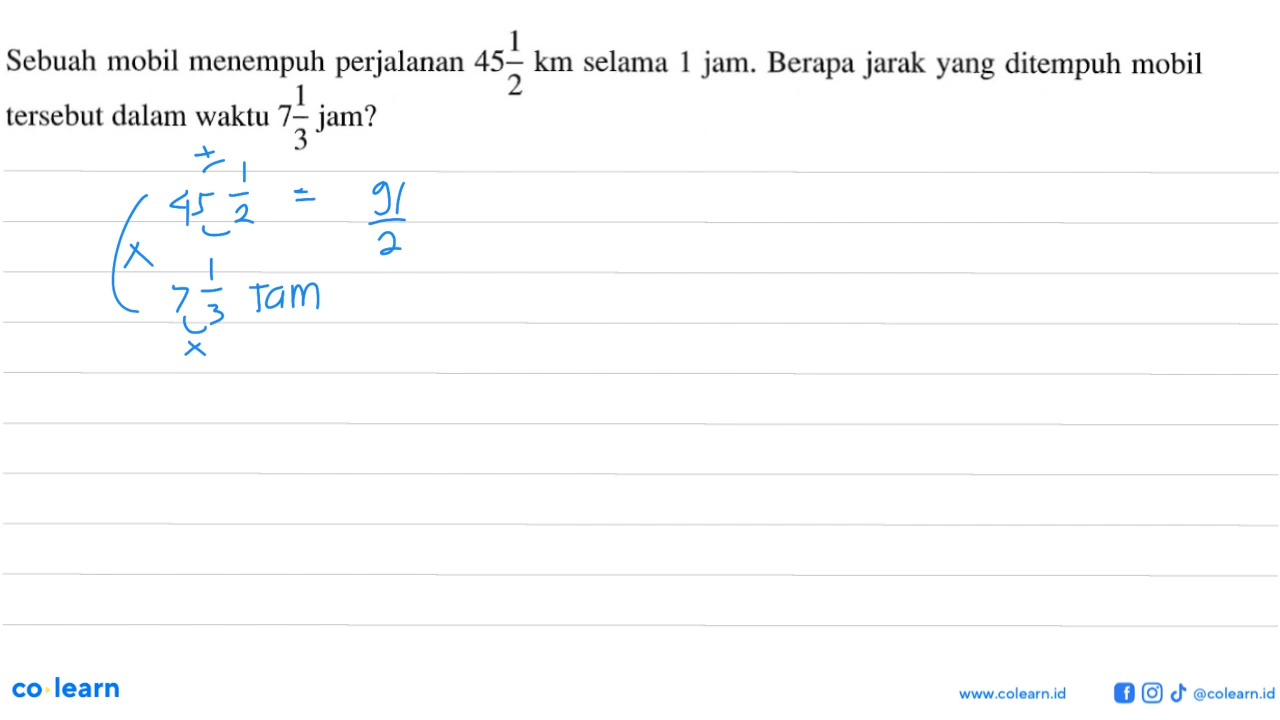 Sebuah mobil menempuh perjalanan 45 1/2 km selama 1 jam. Berapa jarak yang ditempuh mobil
tersebut dalam waktu 7 1/3 jam?
+
45 1/2 = 91/2
x
7 1/3 Jam
x
co learn
www.colearn.id @colearn.id